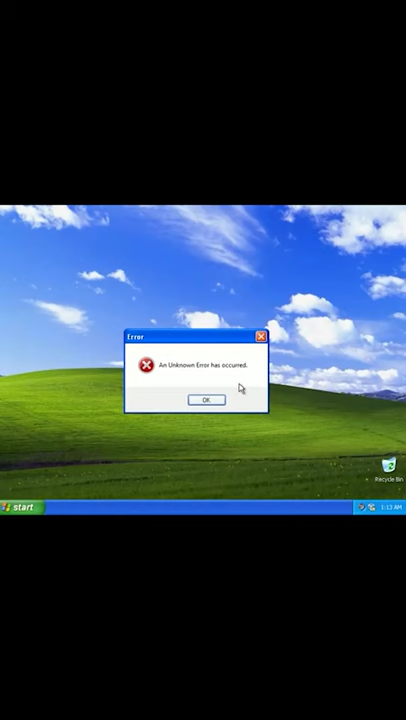 Error
An Unknown Error has occurred.
OK
Recycle Bin
start
1:13 AM